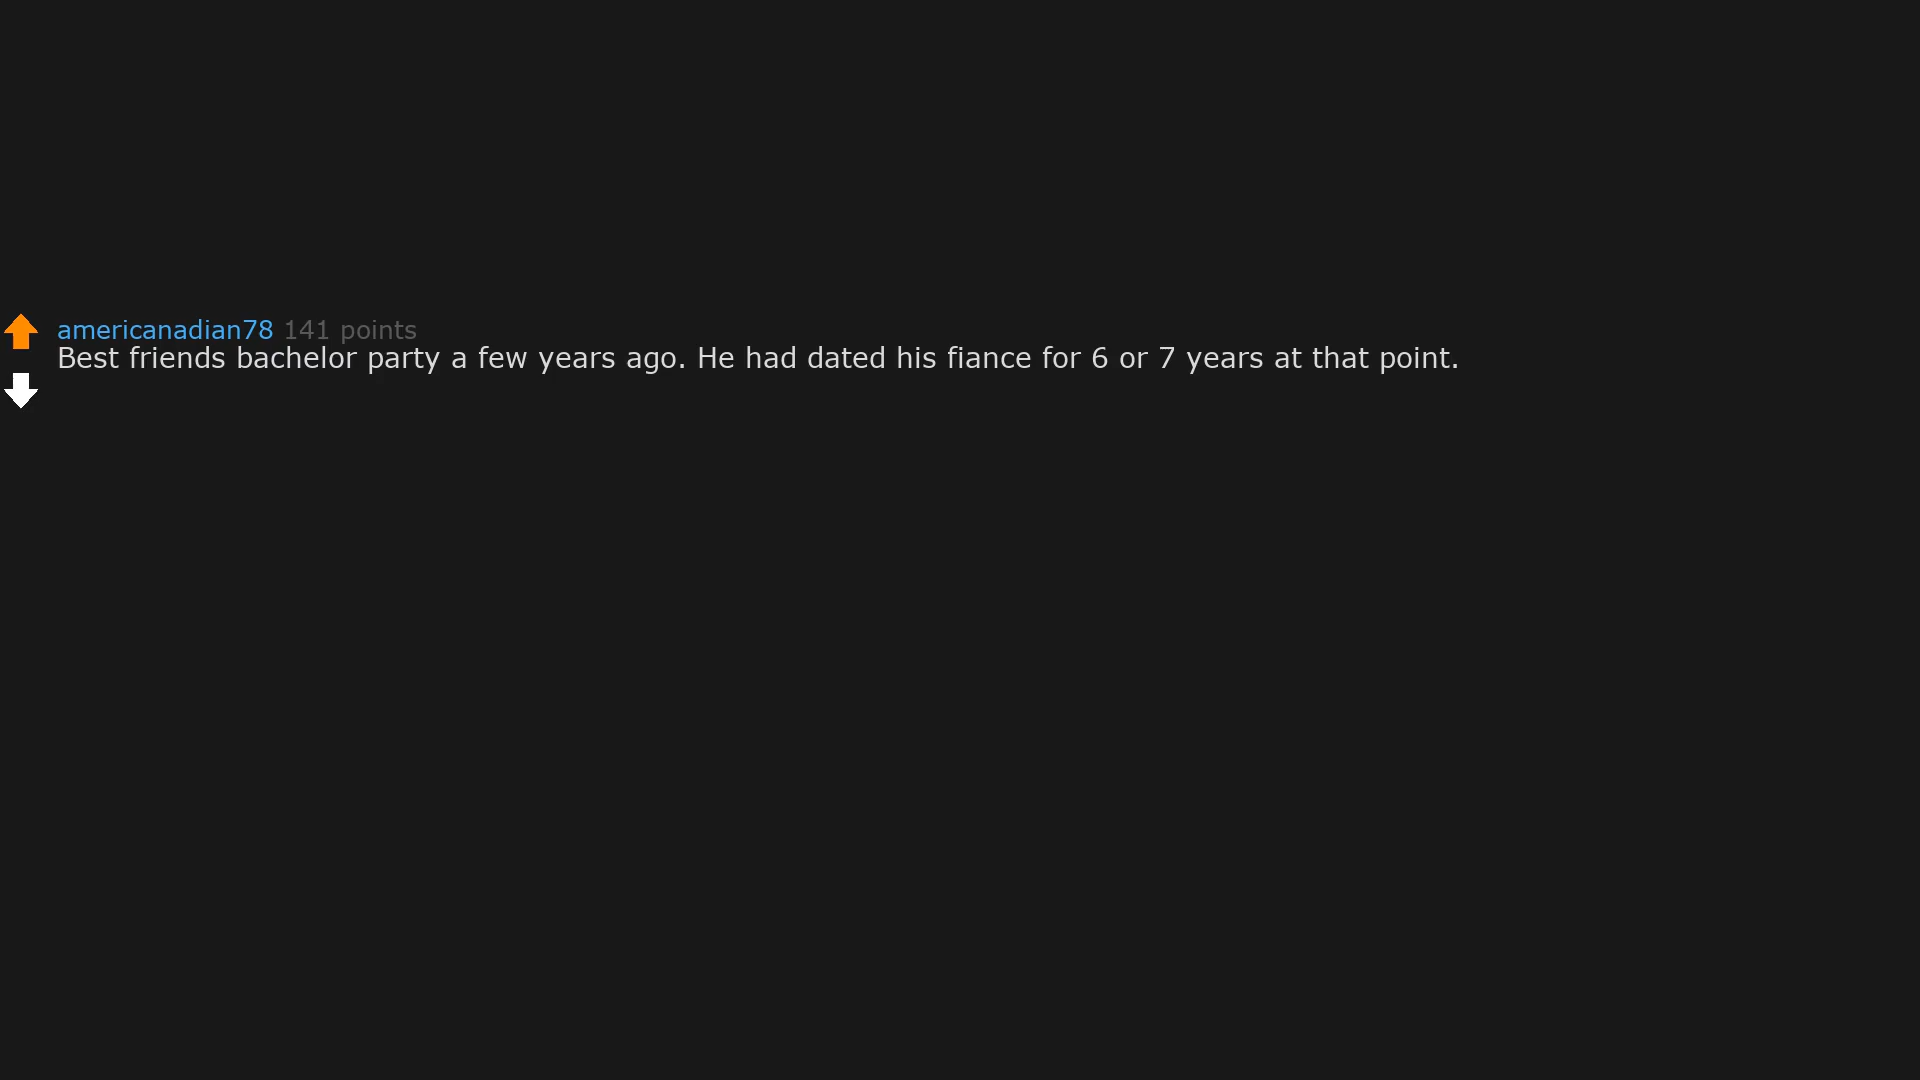 americanadian78 141 points
Best friends bachelor party a few years ago. He had dated his fiance for 6 or 7 years at that point.